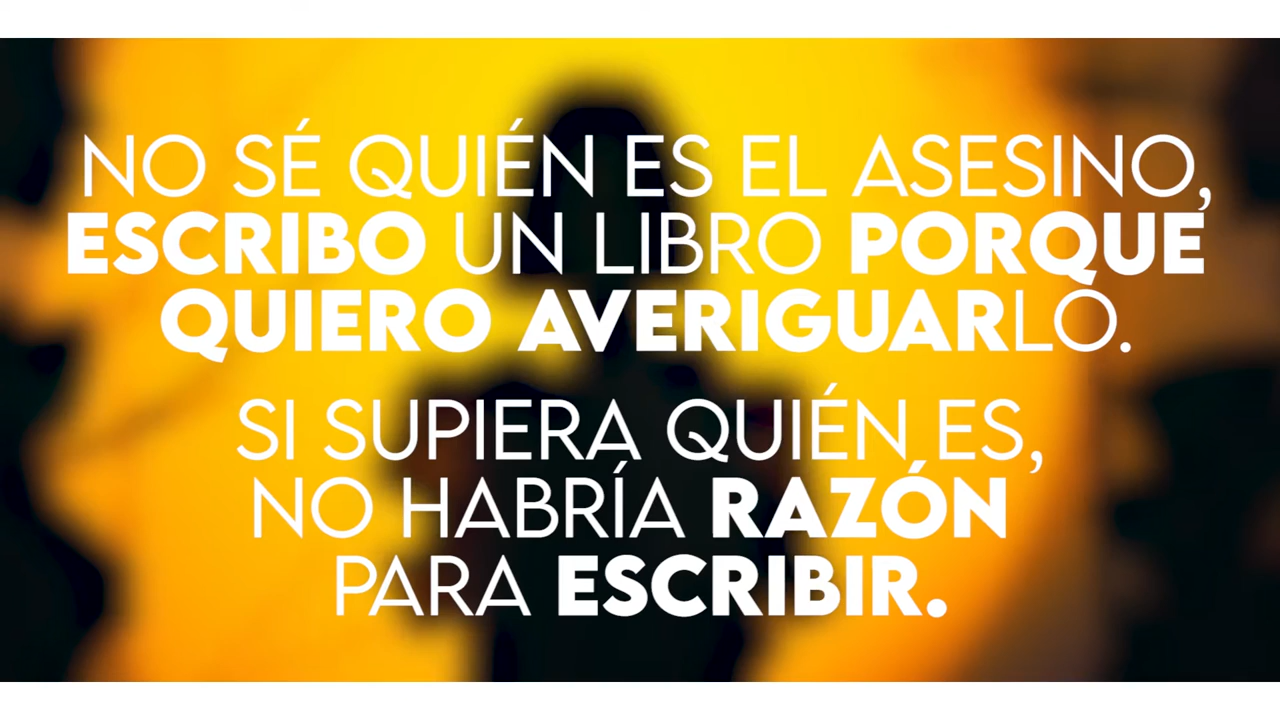 NO SÉ QUIÉN ES EL ASESINO,
ESCRIBO UN LIBRO PORQUE
QUIERO AVERIGUARLO.
SI SUPIERA QUIÉN ES,
NO HABRÍA RAZÓN
PARA ESCRIBIR.